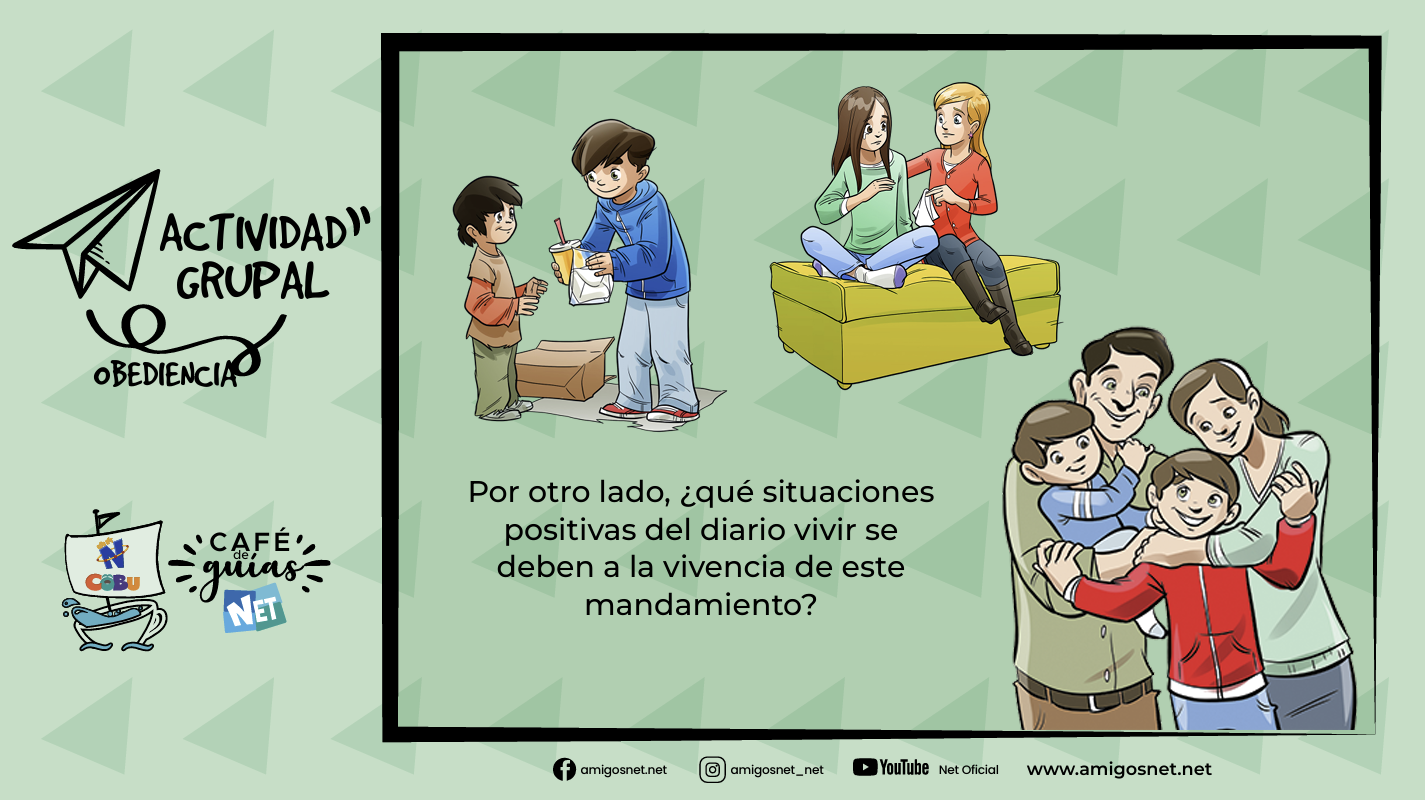 ACTIVIDAD"
GRUPAL
OBEDIENCIA
N
COBU
CAFÉ
de
guías
NET
Por otro lado, ¿qué situaciones
positivas del diario vivir se
deben a la vivencia de este
mandamiento?
amigosnet.net
amigosnet_net
YouTube Net Oficial
www.amigosnet.net